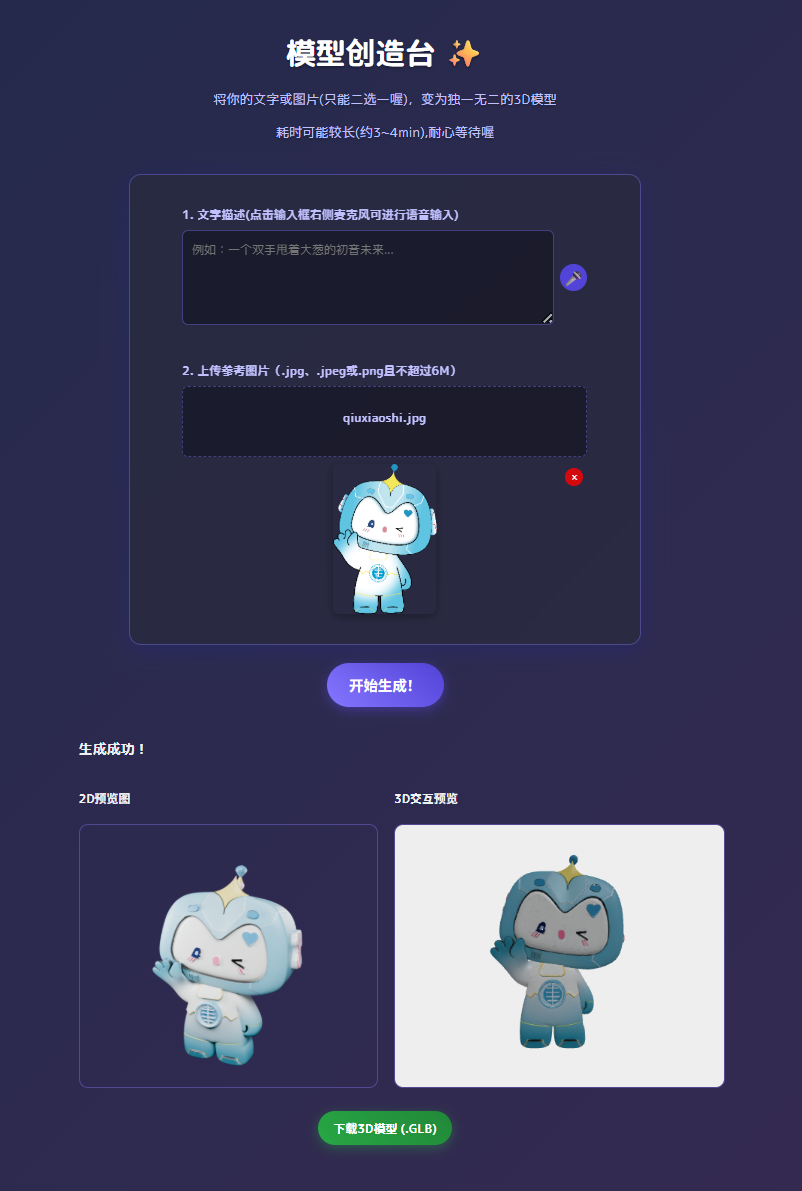 模型创造台 ✨
将你的文字或图片(只能二选一喔)，变为独一无二的3D模型
耗时可能较长(约3~4min),耐心等待喔
1. 文字描述(点击输入框右侧麦克风可进行语音输入)
例如：一个双手甩着大葱的初音未来...
2. 上传参考图片（.jpg、.jpeg或.png且不超过6M）
qiuxiaoshi.jpg
开始生成!
生成成功！
2D预览图
3D交互预览
下载3D模型 (.GLB)